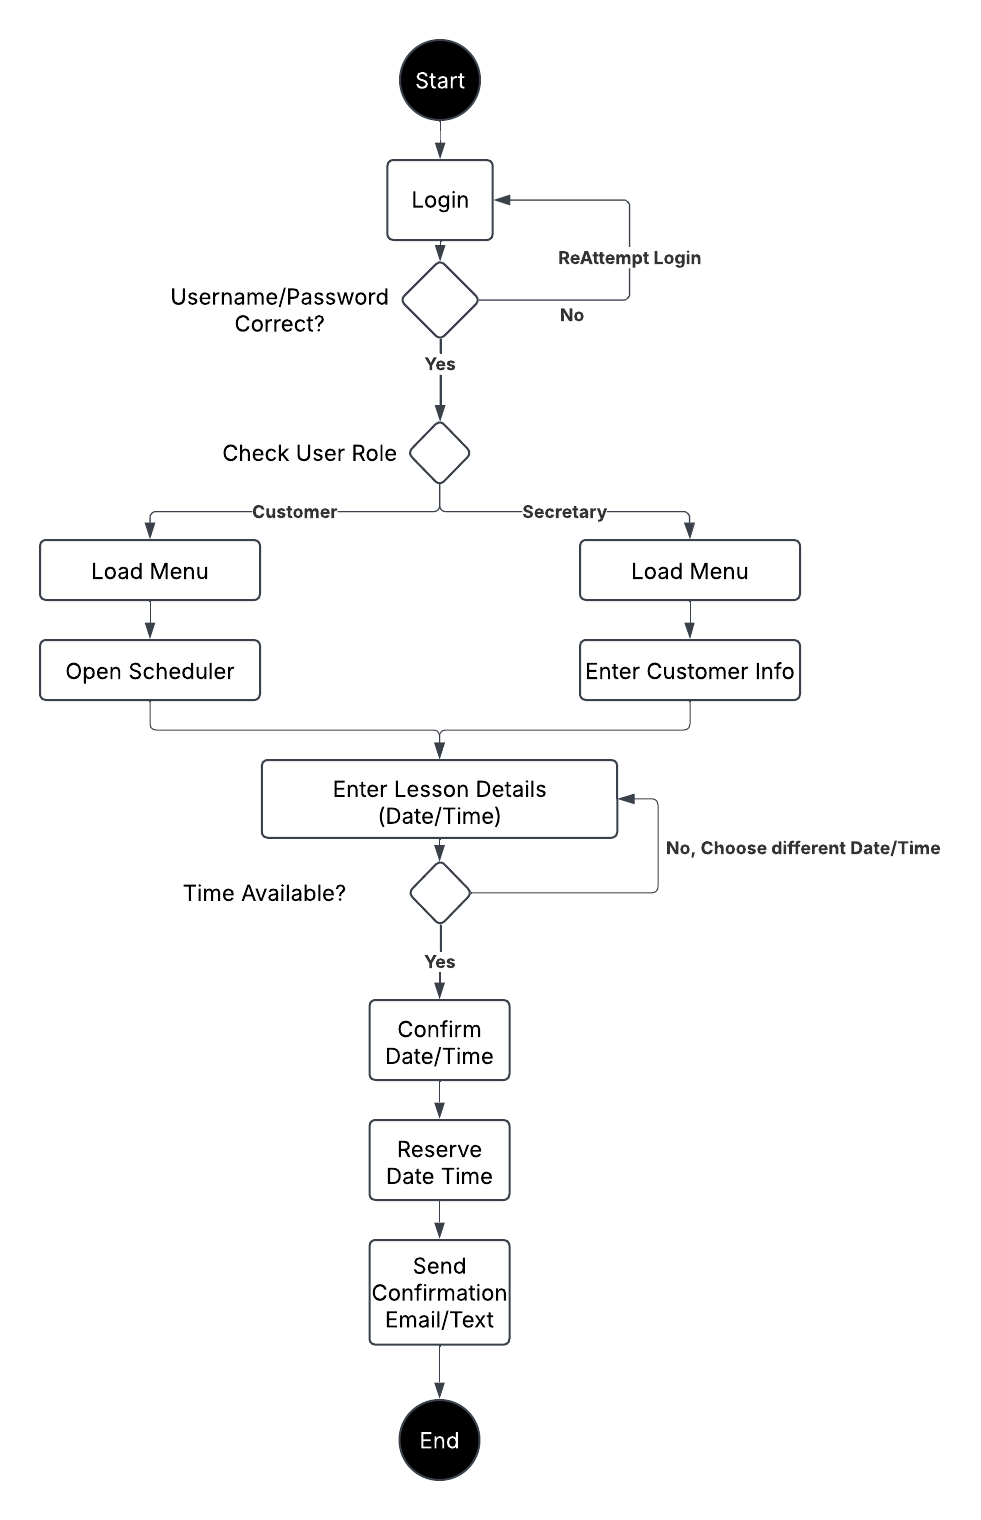 Start
Login
ReAttempt Login
Username/Password
Correct?
No
Yes
Check User Role
Customer
Secretary
Load Menu
Load Menu
Open Scheduler
Enter Customer Info
Enter Lesson Details
(Date/Time)
No, Choose different Date/Time
Time Available?
Yes
Confirm
Date/Time
Reserve
Date Time
Send
Confirmation
Email/Text
End